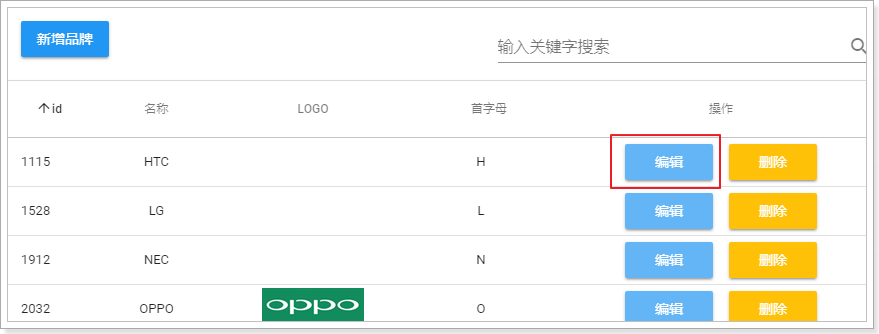 新增品牌
输入关键字搜索
id 名称 LOGO 首字母 操作
1115 HTC H 编辑 删除
1528 LG L 编辑 删除
1912 NEC N 编辑 删除
2032 OPPO oppo O 编辑 删除